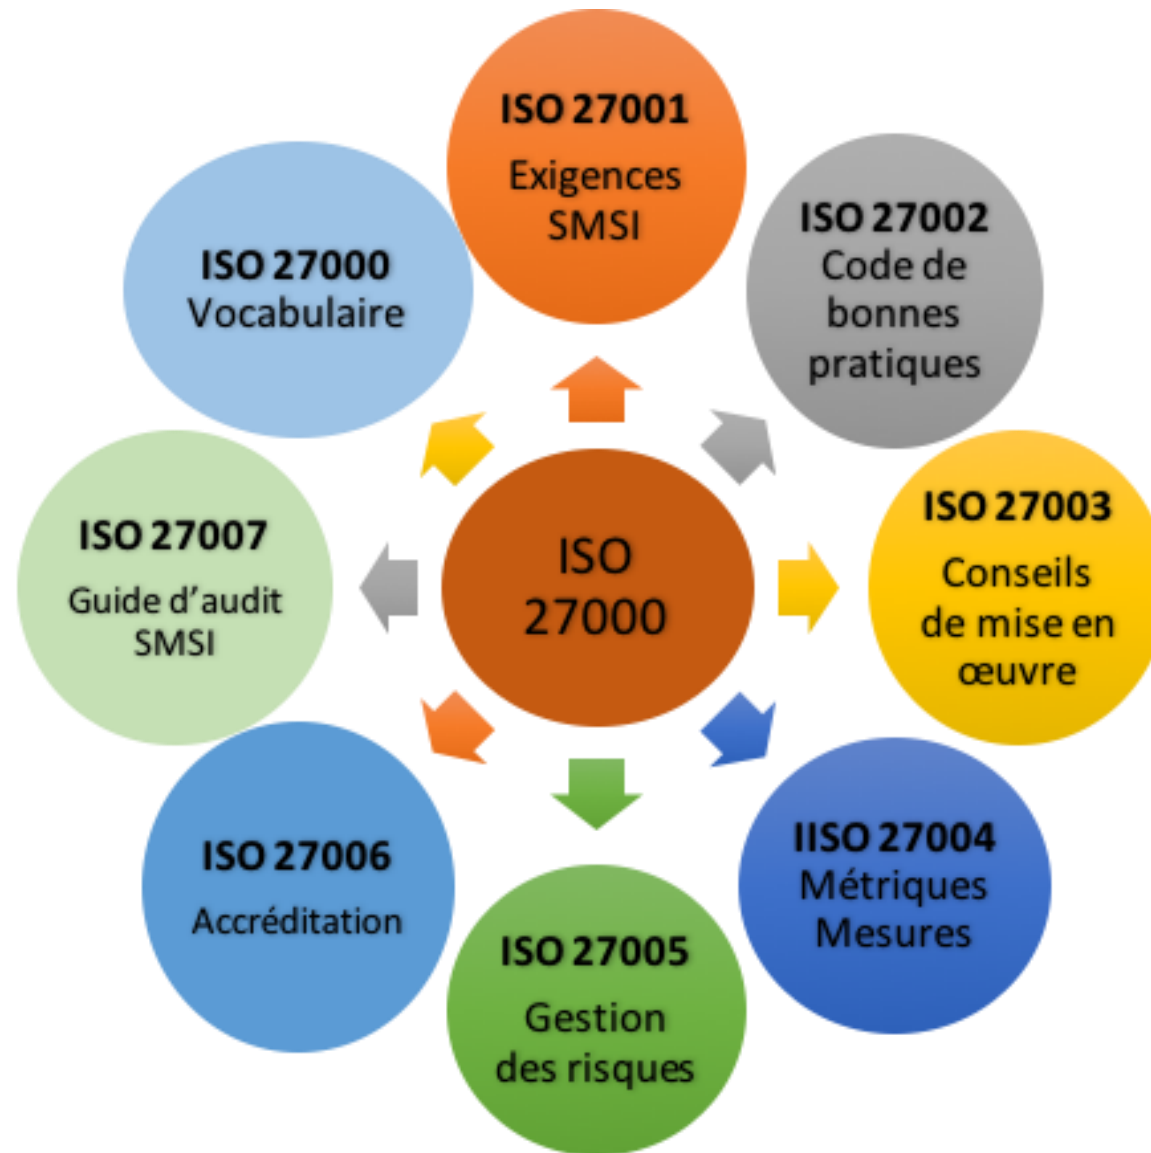 ISO 27001
Exigences
SMSI
ISO 27002
Code de
bonnes
pratiques
ISO 27003
Conseils
de mise en
œuvre
IISO 27004
Métriques
Mesures
ISO 27005
Gestion
des risques
ISO 27006
Accréditation
ISO 27007
Guide d’audit
SMSI
ISO 27000
Vocabulaire
ISO
27000